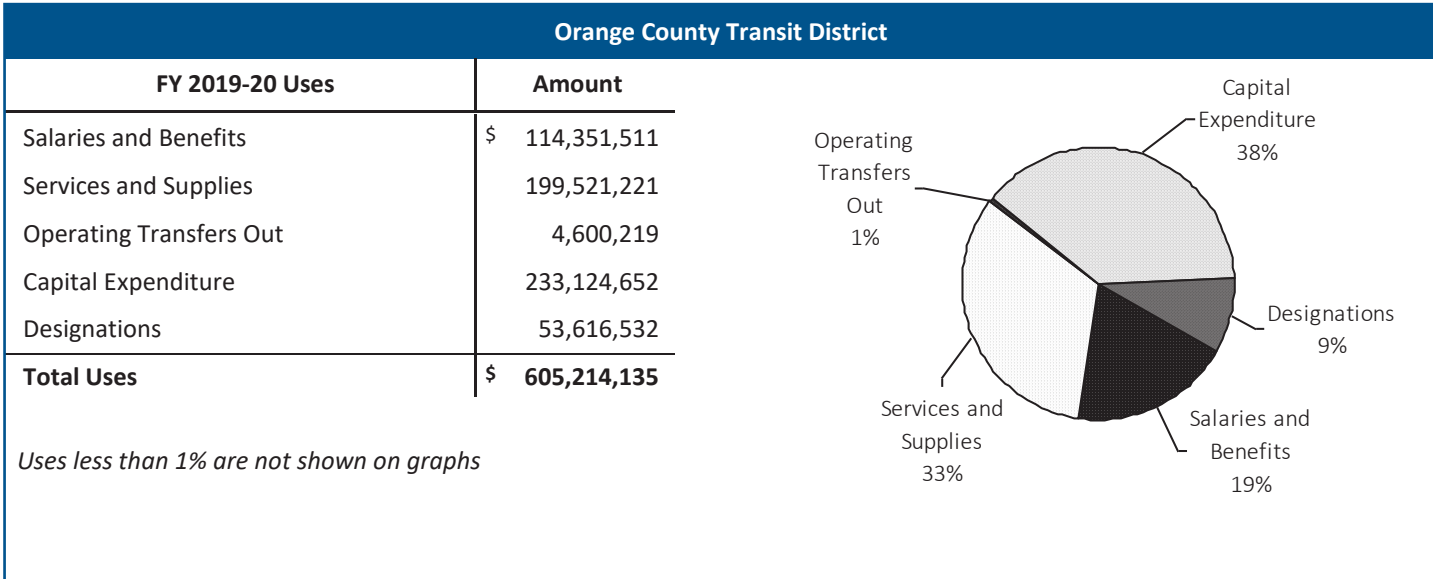 Orange County Transit District
FY 2019-20 Uses Amount
Salaries and Benefits $ 114,351,511
Services and Supplies 199,521,221
Operating Transfers Out 4,600,219
Capital Expenditure 233,124,652
Designations 53,616,532
Total Uses $ 605,214,135
Uses less than 1% are not shown on graphs
Capital
Expenditure
38%
Operating
Transfers
Out
1%
Designations
9%
Services and
Supplies
33%
Salaries and
Benefits
19%